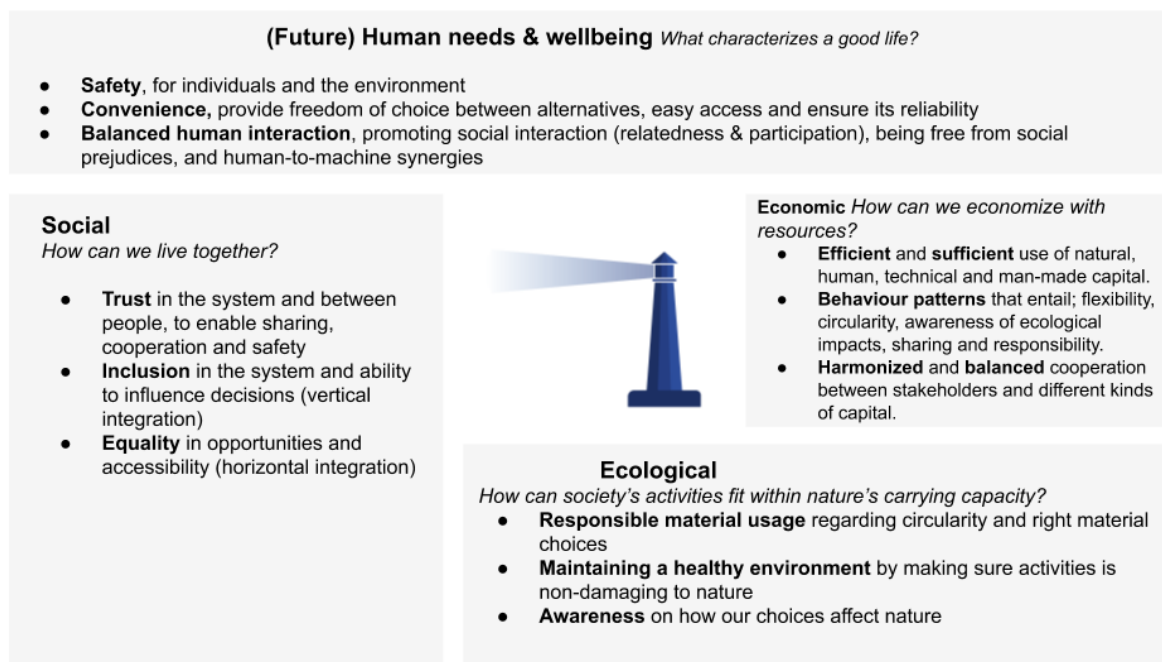 (Future) Human needs & wellbeing What characterizes a good life?
● Safety, for individuals and the environment
● Convenience, provide freedom of choice between alternatives, easy access and ensure its reliability
● Balanced human interaction, promoting social interaction (relatedness & participation), being free from social
prejudices, and human-to-machine synergies
Social
How can we live together?
● Trust in the system and between
people, to enable sharing,
cooperation and safety
● Inclusion in the system and ability
to influence decisions (vertical
integration)
● Equality in opportunities and
accessibility (horizontal integration)
Economic How can we economize with
resources?
● Efficient and sufficient use of natural,
human, technical and man-made capital.
● Behaviour patterns that entail; flexibility,
circularity, awareness of ecological
impacts, sharing and responsibility.
● Harmonized and balanced cooperation
between stakeholders and different kinds
of capital.
Ecological
How can society's activities fit within nature's carrying capacity?
● Responsible material usage regarding circularity and right material
choices
● Maintaining a healthy environment by making sure activities is
non-damaging to nature
● Awareness on how our choices affect nature